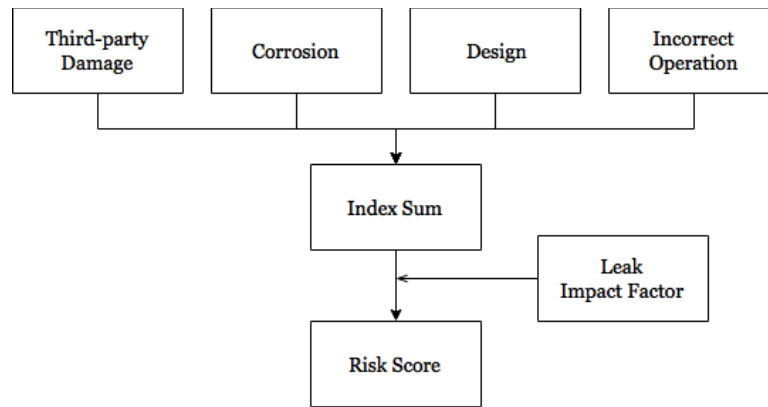 Third-party
Damage
Corrosion
Design
Incorrect
Operation
Index Sum
Leak
Impact Factor
Risk Score